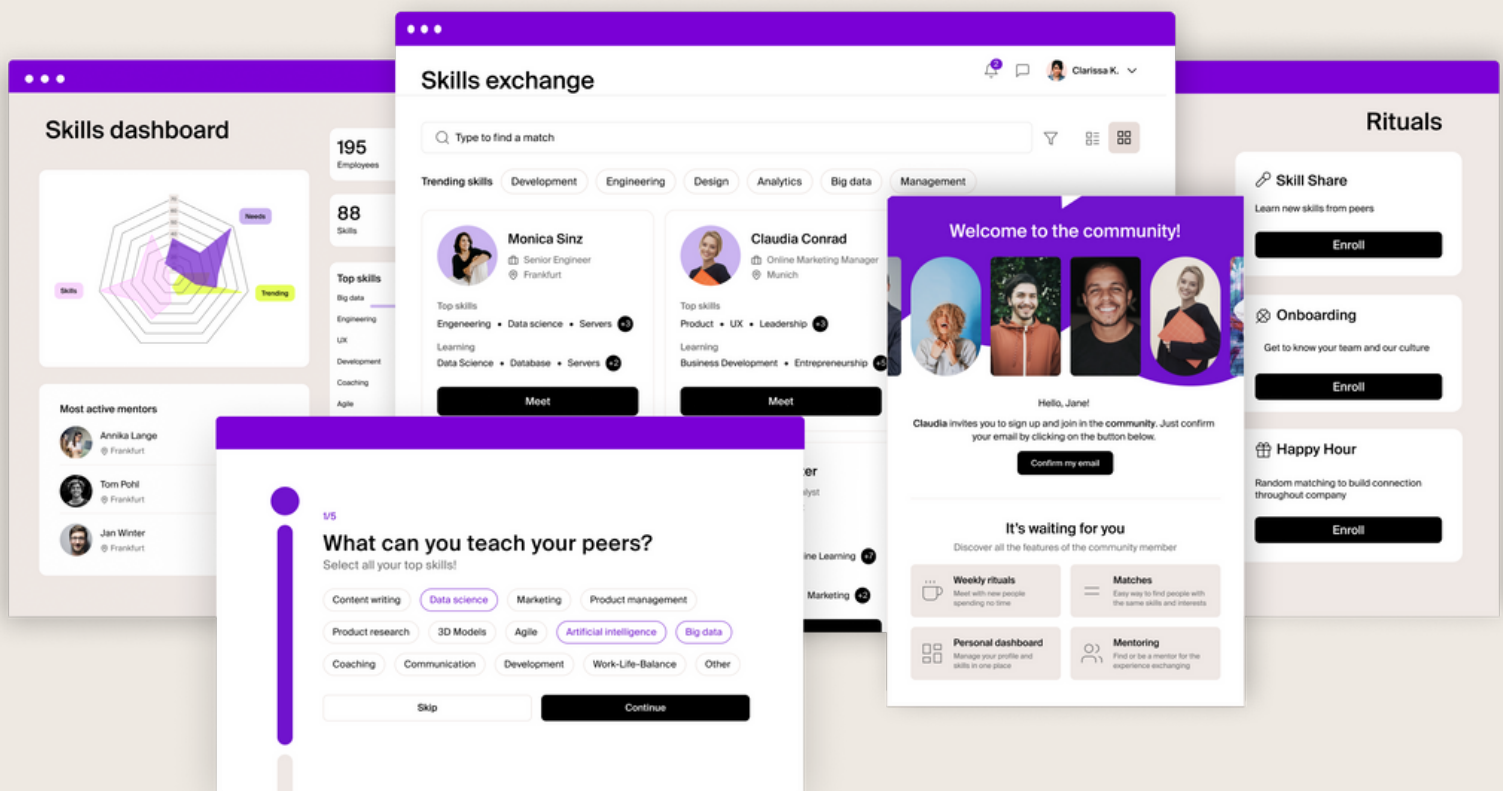 Skills dashboard
Needs
Skills
Trending
195
Employees
88
Skills
Top skills
Big data
Engineering
UX
Development
Coaching
Agile
Most active mentors
Annika Lange
Frankfurt
Tom Pohl
Frankfurt
Jan Winter
Frankfurt
Skills exchange
2
Clarissa K.
Type to find a match
Trending skills Development Engineering Design Analytics Big data Management
Monica Sinz
Senior Engineer
Frankfurt
Top skills
Engeneering • Data science • Servers +3
Learning
Data Science • Database • Servers +2
Meet
Claudia Conrad
Online Marketing Manager
Munich
Top skills
Product • UX • Leadership +3
Learning
Business Development • Entrepreneurship +5
Meet
ter
lyst
ine Learning +7
Marketing +2
1/5
What can you teach your peers?
Select all your top skills!
Content writing Data science Marketing Product management
Product research 3D Models Agile Artificial intelligence Big data
Coaching Communication Development Work-Life-Balance Other
Skip Continue
Welcome to the community!
Hello, Jane!
Claudia invites you to sign up and join in the community. Just confirm
your email by clicking on the button below.
Confirm my email
It's waiting for you
Discover all the features of the community member
Weekly rituals
Meet with new people
spending no time
Matches
Easy way to find people with
the same skills and interests
Personal dashboard
Manage your profile and
skills in one place
Mentoring
Find or be a mentor for the
experience exchanging
Rituals
Skill Share
Learn new skills from peers
Enroll
Onboarding
Get to know your team and our culture
Enroll
Happy Hour
Random matching to build connection
throughout company
Enroll